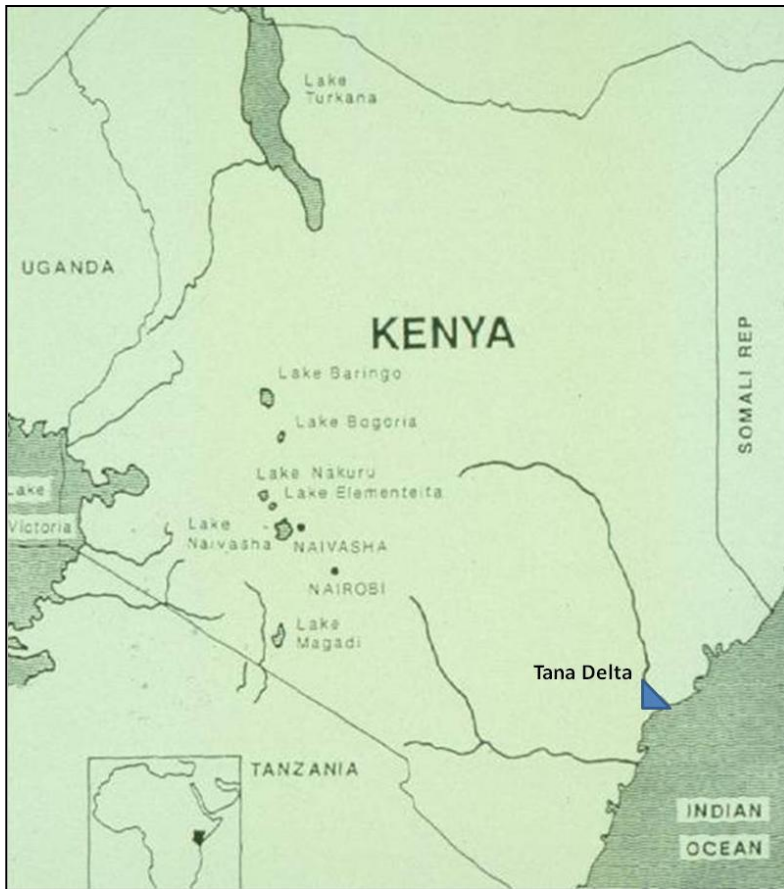 Lake
Turkana
UGANDA
KENYA
SOMALI REP
Lake Baringo
Lake Bogoria
Lake Nakuru
Lake Elementeita
Lake
Victoria
Lake
Naivasha
NAIVASHA
NAIROBI
Lake
Magadi
Tana Delta
TANZANIA
INDIAN
OCEAN